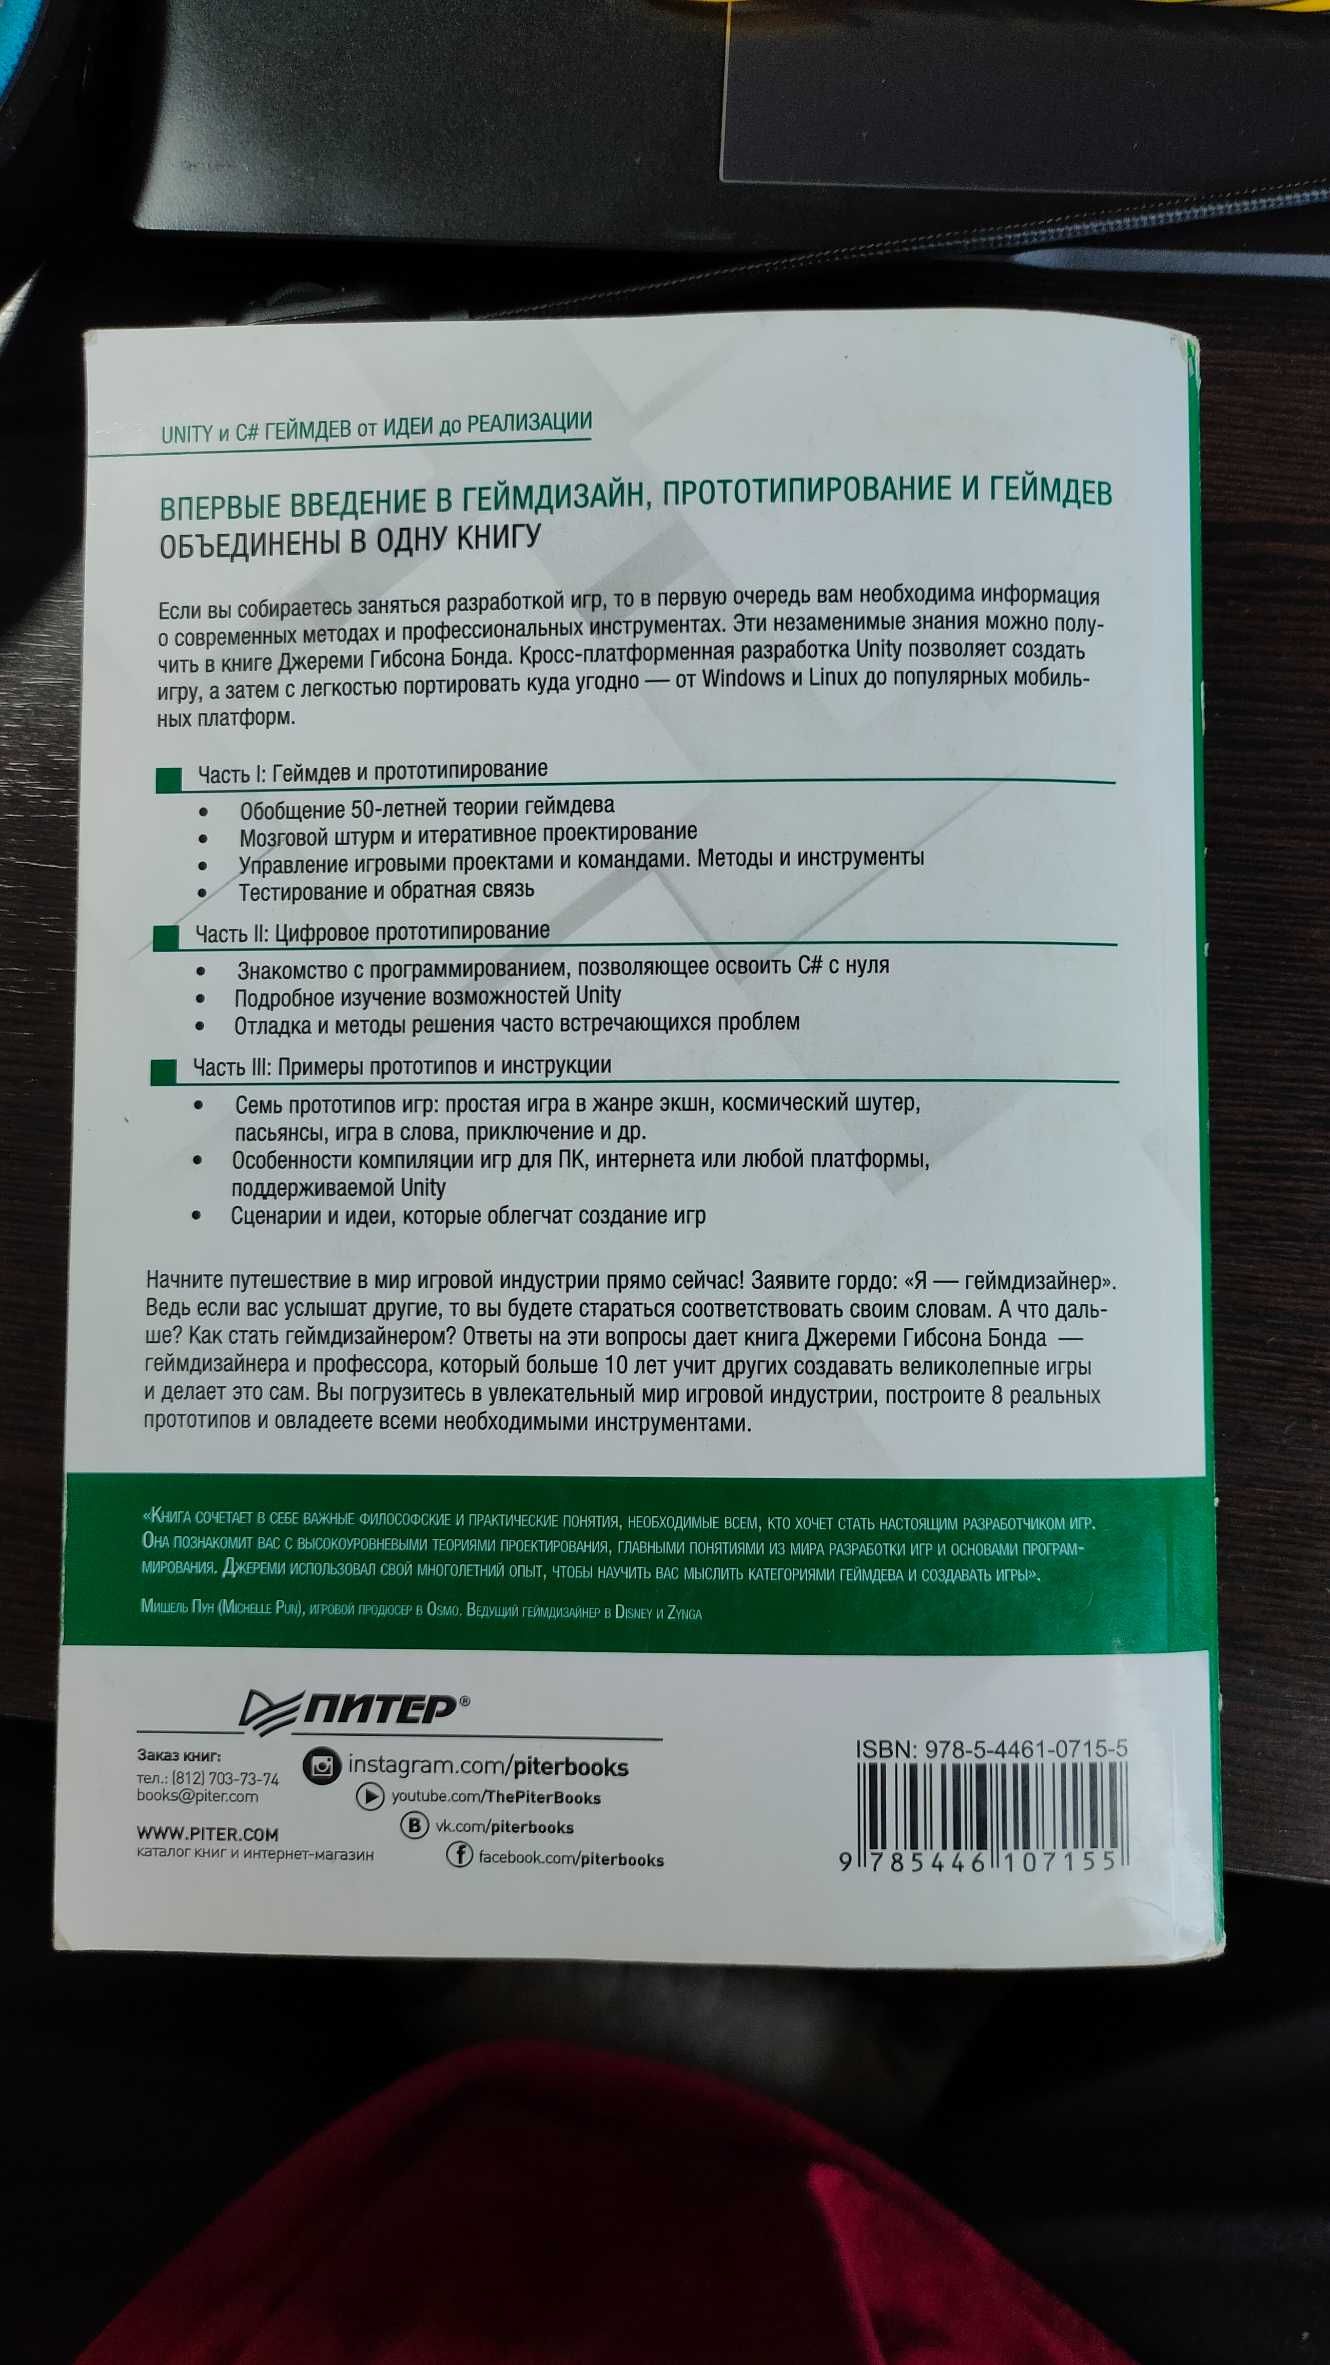 UNITY и C# ГЕЙМДЕВ от ИДЕИ до РЕАЛИЗАЦИИ
ВПЕРВЫЕ ВВЕДЕНИЕ В ГЕЙМДИЗАЙН, ПРОТОТИПИРОВАНИЕ И ГЕЙМДЕВ
ОБЪЕДИНЕНЫ В ОДНУ КНИГУ
Если вы собираетесь заняться разработкой игр, то в первую очередь вам необходима информация
о современных методах и профессиональных инструментах. Эти незаменимые знания можно полу-
чить в книге Джереми Гибсона Бонда. Кросс-платформенная разработка Unity позволяет создать
игру, а затем с легкостью портировать куда угодно — от Windows и Linux до популярных мобиль-
ных платформ.
Часть I: Геймдев и прототипирование
• Обобщение 50-летней теории геймдева
• Мозговой штурм и итеративное проектирование
• Управление игровыми проектами и командами. Методы и инструменты
• Тестирование и обратная связь
Часть II: Цифровое прототипирование
• Знакомство с программированием, позволяющее освоить C# с нуля
• Подробное изучение возможностей Unity
• Отладка и методы решения часто встречающихся проблем
Часть III: Примеры прототипов и инструкции
• Семь прототипов игр: простая игра в жанре экшн, космический шутер,
пасьянсы, игра в слова, приключение и др.
• Особенности компиляции игр для ПК, интернета или любой платформы,
поддерживаемой Unity
• Сценарии и идеи, которые облегчат создание игр
Начните путешествие в мир игровой индустрии прямо сейчас! Заявите гордо: «Я — геймдизайнер».
Ведь если вас услышат другие, то вы будете стараться соответствовать своим словам. А что даль-
ше? Как стать геймдизайнером? Ответы на эти вопросы дает книга Джереми Гибсона Бонда —
геймдизайнера и профессора, который больше 10 лет учит других создавать великолепные игры
и делает это сам. Вы погрузитесь в увлекательный мир игровой индустрии, построите 8 реальных
прототипов и овладеете всеми необходимыми инструментами.
«Книга сочетает в себе важные философские и практические понятия, необходимые всем, кто хочет стать настоящим разработчиком игр.
Она познакомит вас с высокоуровневыми теориями проектирования, главными понятиями из мира разработки игр и основами програм-
мирования. Джереми использовал свой многолетний опыт, чтобы научить вас мыслить категориями геймдева и создавать игры».
Мишель Пун (Michelle Pun), игровой продюсер в Osmo. Ведущий геймдизайнер в Disney и Zynga
ПИТЕР®
Заказ книг:
тел.: (812) 703-73-74
books@piter.com
WWW.PITER.COM
каталог книг и интернет-магазин
instagram.com/piterbooks
youtube.com/ThePiterBooks
В vk.com/piterbooks
f facebook.com/piterbooks
ISBN: 978-5-4461-0715-5
9 785446 107155